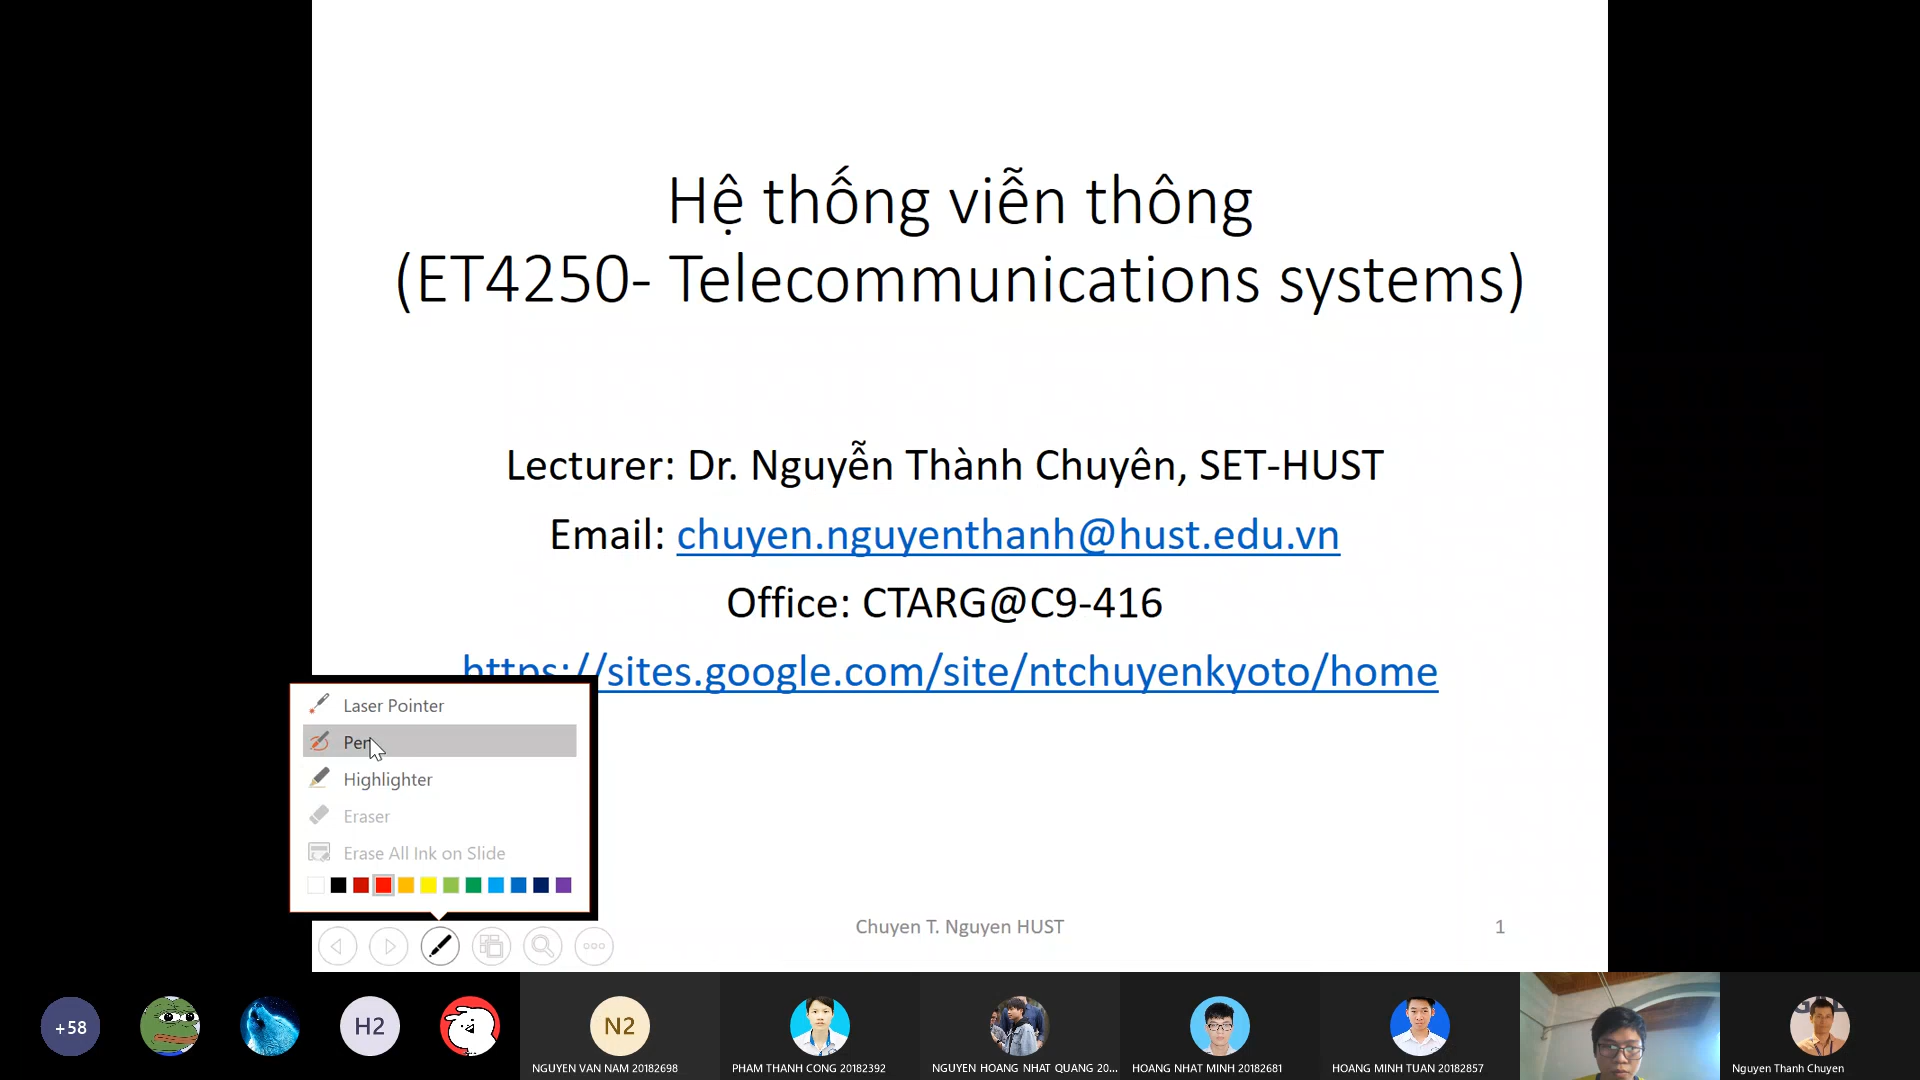 Hệ thống viễn thông
(ET4250- Telecommunications systems)
Lecturer: Dr. Nguyễn Thành Chuyên, SET-HUST
Email: chuyen.nguyenthanh@hust.edu.vn
Office: CTARG@C9-416
https://sites.google.com/site/ntchuyenkyoto/home
Laser Pointer
Pen
Highlighter
Eraser
Erase All Ink on Slide
Chuyen T. Nguyen HUST
1
+58
H2
N2
NGUYEN VAN NAM 20182698
PHAM THANH CONG 20182392
NGUYEN HOANG NHAT QUANG 20...
HOANG NHAT MINH 20182681
HOANG MINH TUAN 20182857
Nguyen Thanh Chuyen